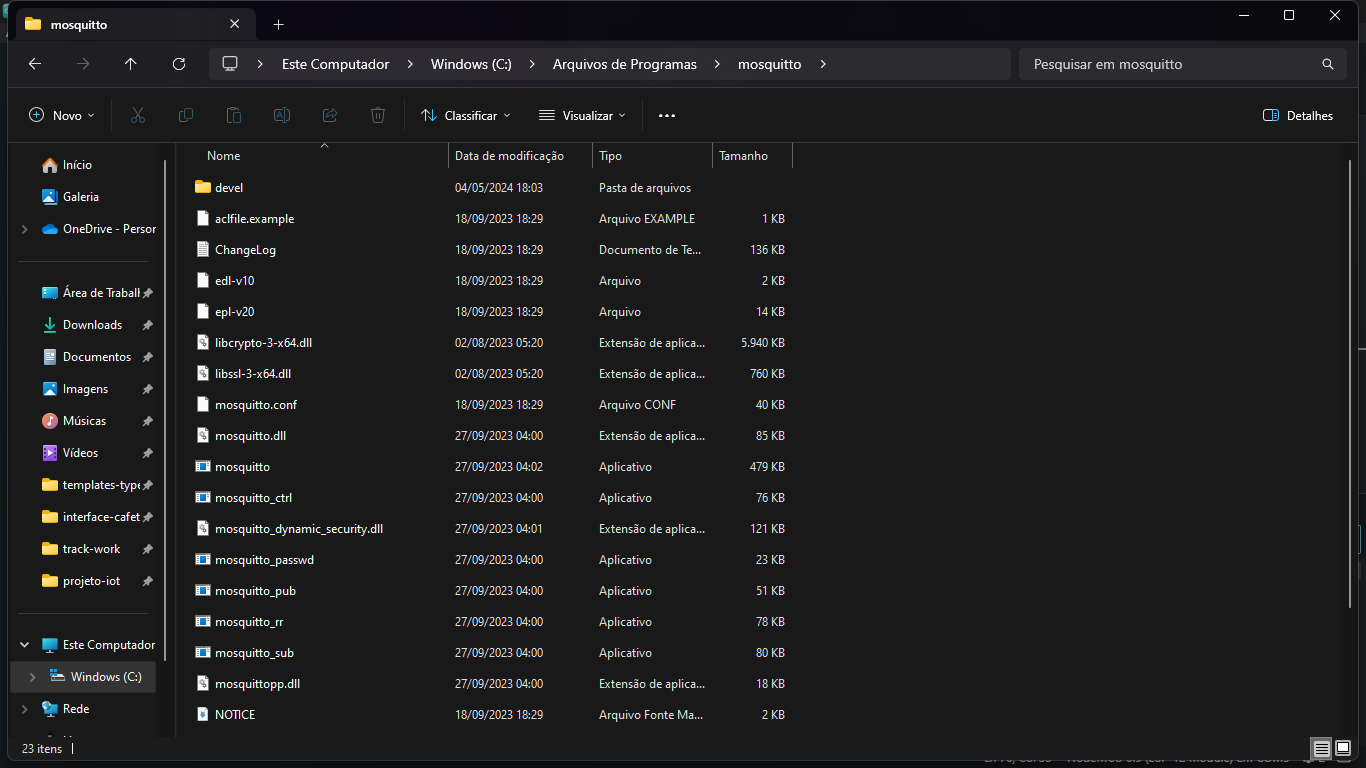 mosquitto
Este Computador > Windows (C:) > Arquivos de Programas > mosquitto >
Pesquisar em mosquitto
Novo
Classificar
Visualizar
Detalhes
Início
Galeria
OneDrive - Persor
Área de Traball
Downloads
Documentos
Imagens
Músicas
Vídeos
templates-type
interface-cafet
track-work
projeto-iot
Este Computador
Windows (C:)
Rede
Nome Data de modificação Tipo Tamanho
devel 04/05/2024 18:03 Pasta de arquivos
aclfile.example 18/09/2023 18:29 Arquivo EXAMPLE 1 KB
ChangeLog 18/09/2023 18:29 Documento de Te... 136 KB
edl-v10 18/09/2023 18:29 Arquivo 2 KB
epl-v20 18/09/2023 18:29 Arquivo 14 KB
libcrypto-3-x64.dll 02/08/2023 05:20 Extensão de aplica... 5.940 KB
libssl-3-x64.dll 02/08/2023 05:20 Extensão de aplica... 760 KB
mosquitto.conf 18/09/2023 18:29 Arquivo CONF 40 KB
mosquitto.dll 27/09/2023 04:00 Extensão de aplica... 85 KB
mosquitto 27/09/2023 04:02 Aplicativo 479 KB
mosquitto_ctrl 27/09/2023 04:00 Aplicativo 76 KB
mosquitto_dynamic_security.dll 27/09/2023 04:01 Extensão de aplica... 121 KB
mosquitto_passwd 27/09/2023 04:00 Aplicativo 23 KB
mosquitto_pub 27/09/2023 04:00 Aplicativo 51 KB
mosquitto_rr 27/09/2023 04:00 Aplicativo 78 KB
mosquitto_sub 27/09/2023 04:00 Aplicativo 80 KB
mosquittopp.dll 27/09/2023 04:00 Extensão de aplica... 18 KB
NOTICE 18/09/2023 18:29 Arquivo Fonte Ma... 2 KB
23 itens